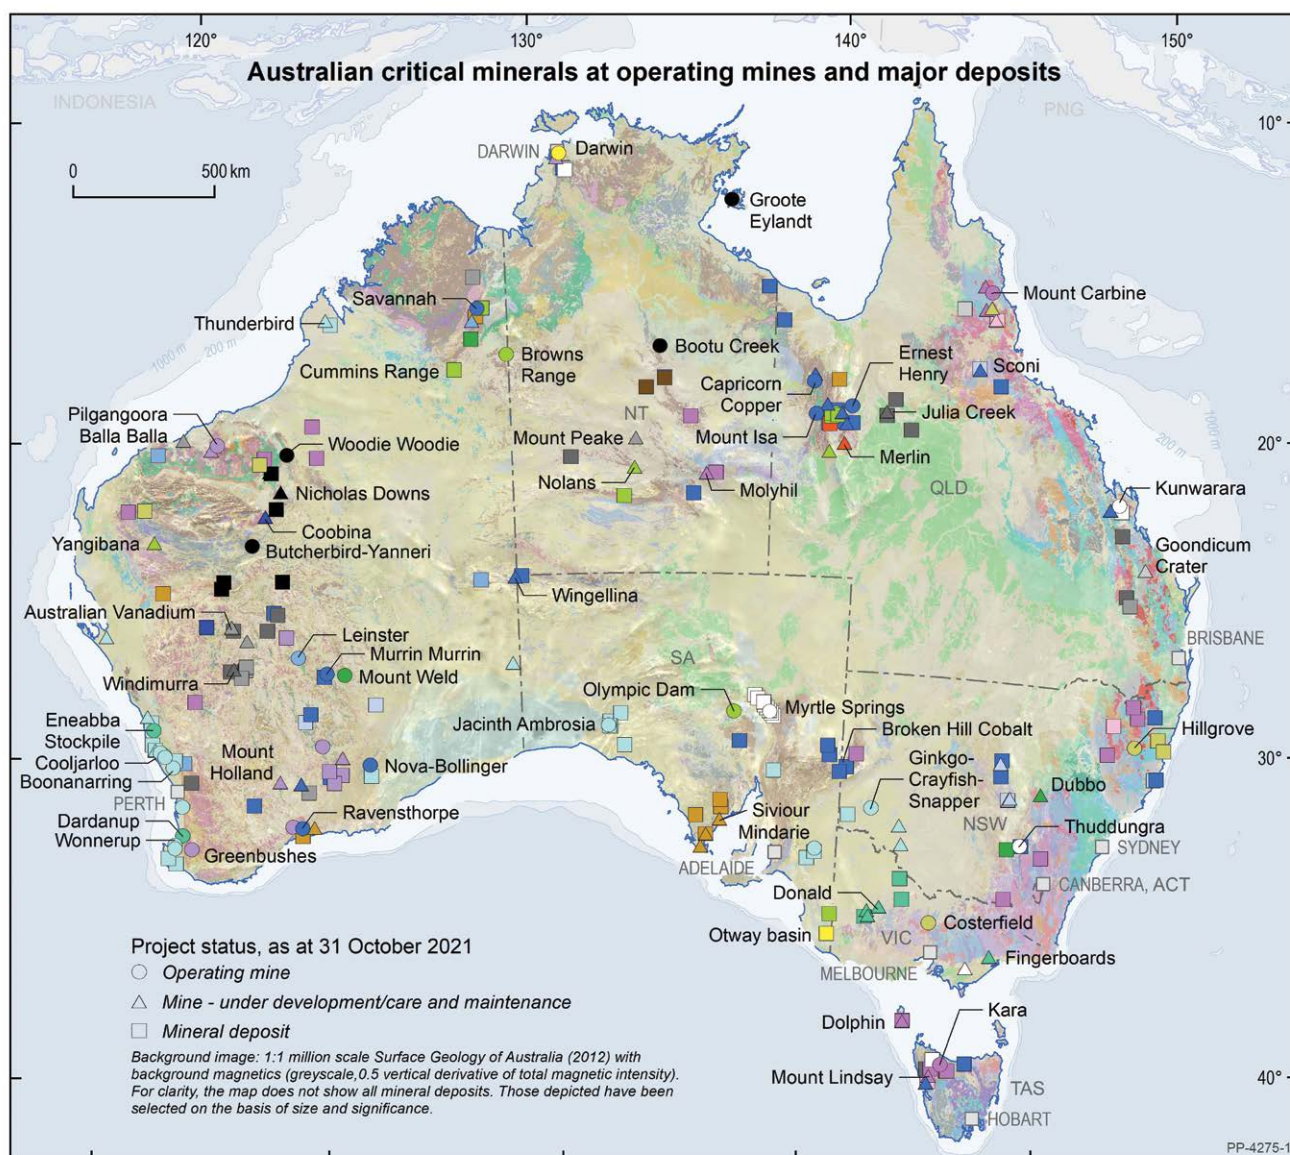 120°
130°
140°
150°
Australian critical minerals at operating mines and major deposits
INDONESIA
PNG
10°
0
500 km
DARWIN
Darwin
Groote
Eylandt
Savannah
Mount Carbine
Thunderbird
Bootu Creek
Ernest
Henry
Browns
Range
Sconi
Cummins Range
Capricorn
Copper
1000 m
200 m
Pilgangoora
Balla Balla
NT
Julia Creek
Woodie Woodie
Mount Peake
Mount Isa
20°
Merlin
Nolans
Molyhil
QLD
Kunwarara
Nicholas Downs
Coobina
Yangibana
Butcherbird-Yanneri
Goondicum
Crater
Wingellina
Australian Vanadium
Leinster
BRISBANE
Murrin Murrin
SA
Windimurra
Mount Weld
Olympic Dam
Myrtle Springs
Eneabba
Stockpile
Jacinth Ambrosia
Broken Hill Cobalt
Hillgrove
Cooljarloo
Mount
Holland
Ginkgo-
Crayfish-
Snapper
30°
Boonanarring
Nova-Bollinger
Dubbo
PERTH
Ravensthorpe
Siviour
Mindarie
NSW
Thuddungra
Dardanup
Wonnerup
Greenbushes
ADELAIDE
SYDNEY
CANBERRA, ACT
Donald
Otway basin
VIC
Costerfield
MELBOURNE
Fingerboards
Project status, as at 31 October 2021
Operating mine
Mine - under development/care and maintenance
Mineral deposit
Background image: 1:1 million scale Surface Geology of Australia (2012) with
background magnetics (greyscale,0.5 vertical derivative of total magnetic intensity).
For clarity, the map does not show all mineral deposits. Those depicted have been
selected on the basis of size and significance.
Dolphin
Kara
Mount Lindsay
TAS
40°
HOBART
PP-4275-1